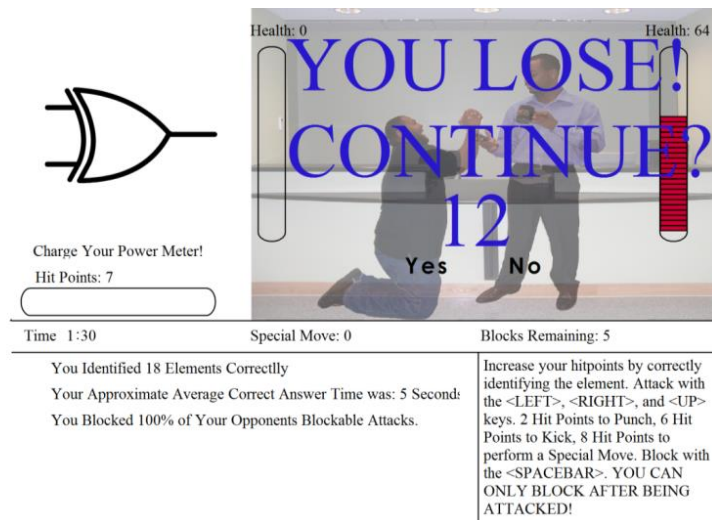 Health: 0
Health: 64
YOU LOSE!
CONTINUE?
12
Yes No
Charge Your Power Meter!
Hit Points: 7
Time 1:30
Special Move: 0
Blocks Remaining: 5
You Identified 18 Elements Correctlly
Your Approximate Average Correct Answer Time was: 5 Seconds
You Blocked 100% of Your Opponents Blockable Attacks.
Increase your hitpoints by correctly
identifying the element. Attack with
the <LEFT>, <RIGHT>, and <UP>
keys. 2 Hit Points to Punch, 6 Hit
Points to Kick, 8 Hit Points to
perform a Special Move. Block with
the <SPACEBAR>. YOU CAN
ONLY BLOCK AFTER BEING
ATTACKED!